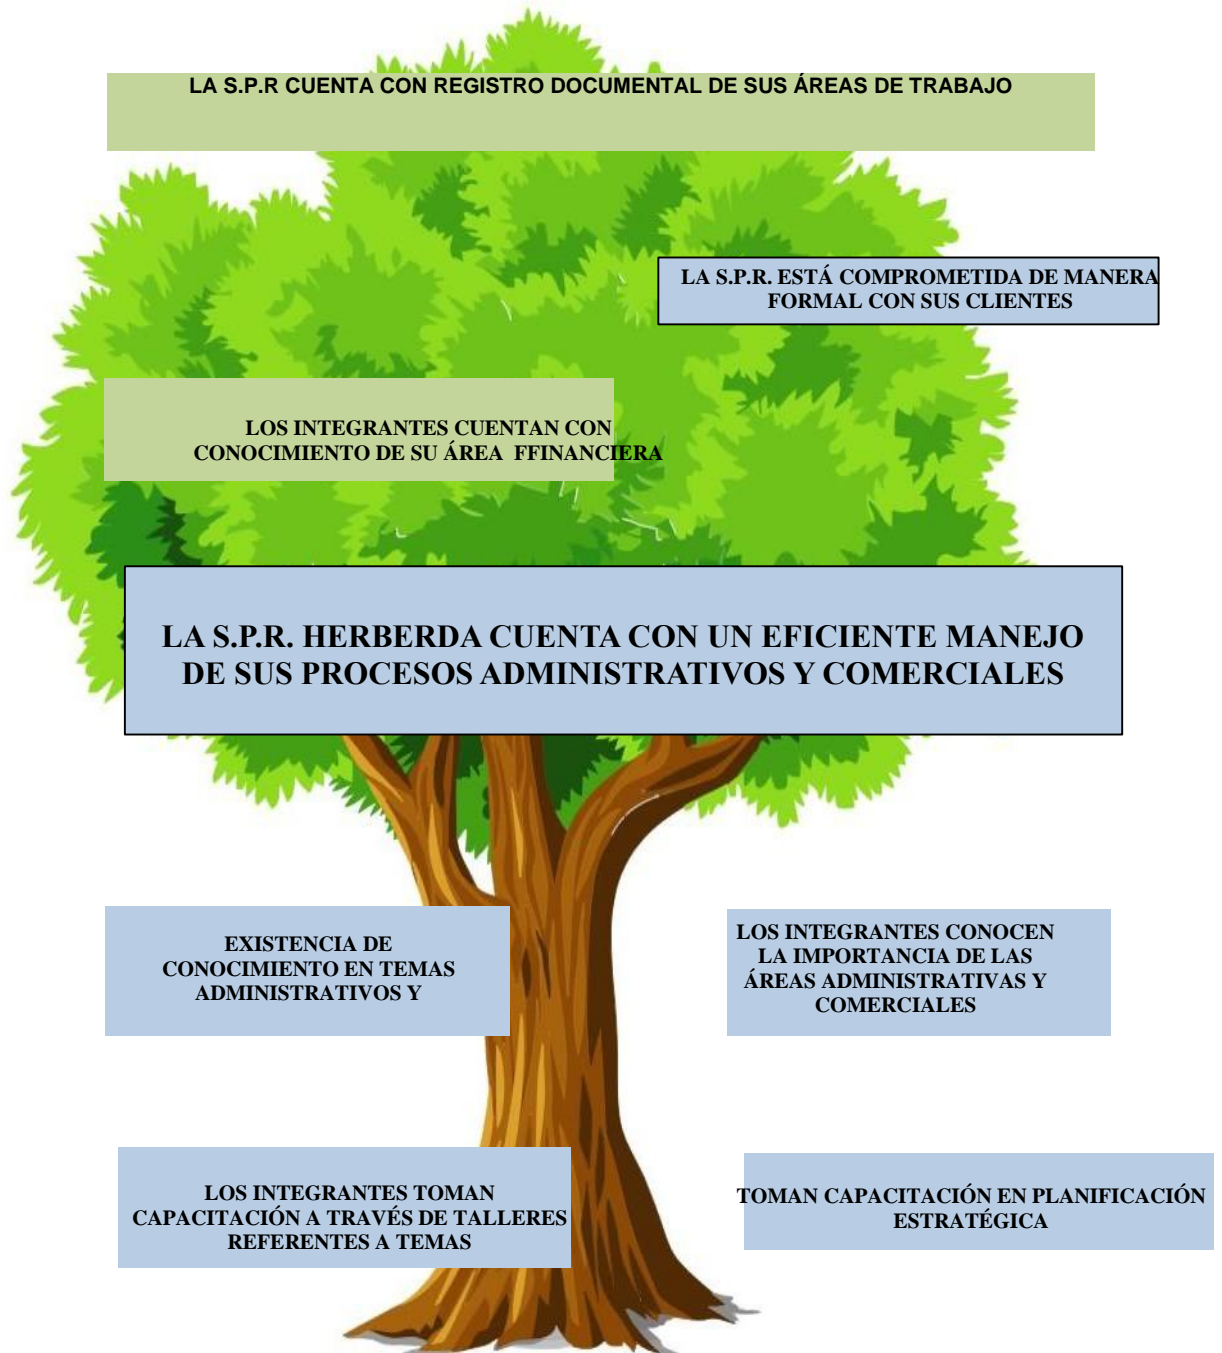 LA S.P.R CUENTA CON REGISTRO DOCUMENTAL DE SUS ÁREAS DE TRABAJO
LA S.P.R. ESTÁ COMPROMETIDA DE MANERA
FORMAL CON SUS CLIENTES
LOS INTEGRANTES CUENTAN CON
CONOCIMIENTO DE SU ÁREA FFINANCIERA
LA S.P.R. HERBERDA CUENTA CON UN EFICIENTE MANEJO
DE SUS PROCESOS ADMINISTRATIVOS Y COMERCIALES
EXISTENCIA DE
CONOCIMIENTO EN TEMAS
ADMINISTRATIVOS Y
LOS INTEGRANTES CONOCEN
LA IMPORTANCIA DE LAS
ÁREAS ADMINISTRATIVAS Y
COMERCIALES
LOS INTEGRANTES TOMAN
CAPACITACIÓN A TRAVÉS DE TALLERES
REFERENTES A TEMAS
TOMAN CAPACITACIÓN EN PLANIFICACIÓN
ESTRATÉGICA